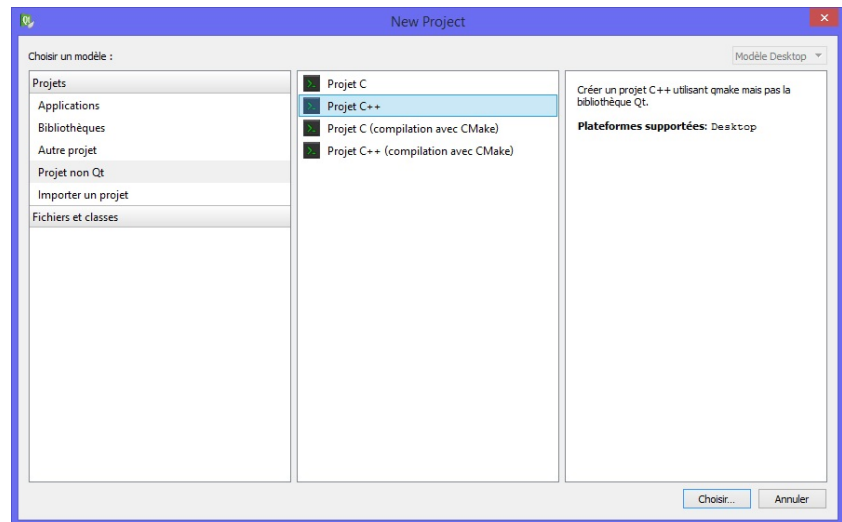 New Project
Choisir un modèle :
Modèle Desktop
Projets
Applications
Bibliothèques
Autre projet
Projet non Qt
Importer un projet
Fichiers et classes
Projet C
Projet C++
Projet C (compilation avec CMake)
Projet C++ (compilation avec CMake)
Créer un projet C++ utilisant qmake mais pas la
bibliothèque Qt.
Plateformes supportées: Desktop
Choisir...
Annuler